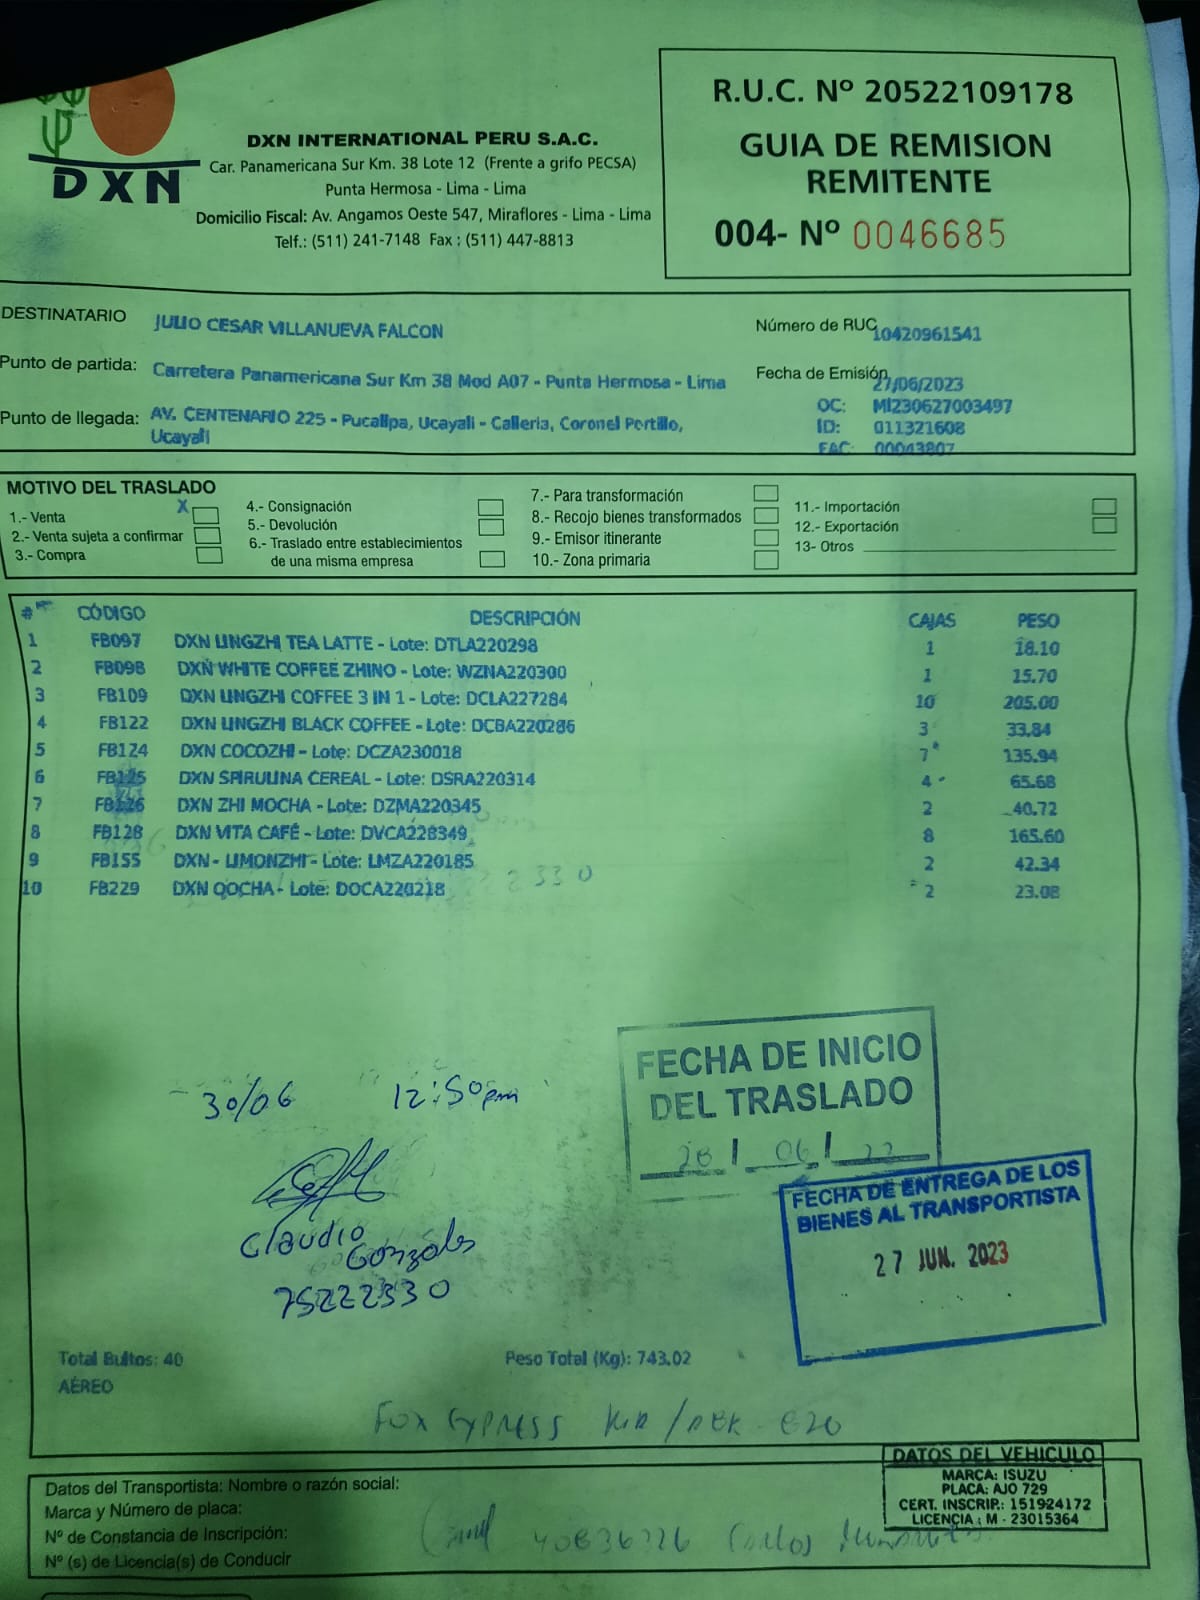 DXN
DXN INTERNATIONAL PERU S.A.C.
Car. Panamericana Sur Km. 38 Lote 12 (Frente a grifo PECSA)
Punta Hermosa - Lima - Lima
Domicilio Fiscal: Av. Angamos Oeste 547, Miraflores - Lima - Lima
Telf.: (511) 241-7148 Fax : (511) 447-8813
R.U.C. Nº 20522109178
GUIA DE REMISION
REMITENTE
004- Nº 0046685
DESTINATARIO JULIO CESAR VILLANUEVA FALCON
Número de RUC 10420961541
Punto de partida: Carretera Panamericana Sur Km 38 Mod A07 - Punta Hermosa - Lima
Fecha de Emisión 27/06/2023
Punto de llegada: AV. CENTENARIO 225 - Pucallpa, Ucayali - Calleria, Coronel Portillo,
Ucayali
OC: MI230627003497
ID: 011321608
FAC: 00043807
MOTIVO DEL TRASLADO
1.- Venta X
2.- Venta sujeta a confirmar
3.- Compra
4.- Consignación
5.- Devolución
6.- Traslado entre establecimientos
de una misma empresa
7.- Para transformación
8.- Recojo bienes transformados
9.- Emisor itinerante
10.- Zona primaria
11.- Importación
12.- Exportación
13- Otros
# CÓDIGO DESCRIPCIÓN CAJAS PESO
1 FB097 DXN LINGZHI TEA LATTE - Lote: DTLA220298 1 18.10
2 FB098 DXN WHITE COFFEE ZHINO - Lote: WZNA220300 1 15.70
3 FB109 DXN LINGZHI COFFEE 3 IN 1 - Lote: DCLA227284 10 205.00
4 FB122 DXN LINGZHI BLACK COFFEE - Lote: DCBA220286 3 33.84
5 FB124 DXN COCOZHI - Lote: DCZA230018 7 135.94
6 FB125 DXN SPIRULINA CEREAL - Lote: DSRA220314 4 65.68
7 FB126 DXN ZHI MOCHA - Lote: DZMA220345 2 40.72
8 FB128 DXN VITA CAFÉ - Lote: DVCA228349 8 165.60
9 FB155 DXN - LIMONZHI - Lote: LMZA220185 2 42.34
10 FB229 DXN OOCHA - Lote: DOCA220218 2 23.08
30/06 12:50pm
Claudio
Gonzales
75222330
FECHA DE INICIO
DEL TRASLADO
28/06/23
FECHA DE ENTREGA DE LOS
BIENES AL TRANSPORTISTA
27 JUN. 2023
Total Bultos: 40
Peso Total (Kg): 743.02
AÉREO
FOX EXPRESS
DATOS DEL VEHICULO
MARCA: ISUZU
PLACA: AJO 729
CERT. INSCRIP.: 151924172
LICENCIA : M - 23015364
Datos del Transportista: Nombre o razón social:
Marca y Número de placa:
Nº de Constancia de Inscripción:
Nº (s) de Licencia(s) de Conducir